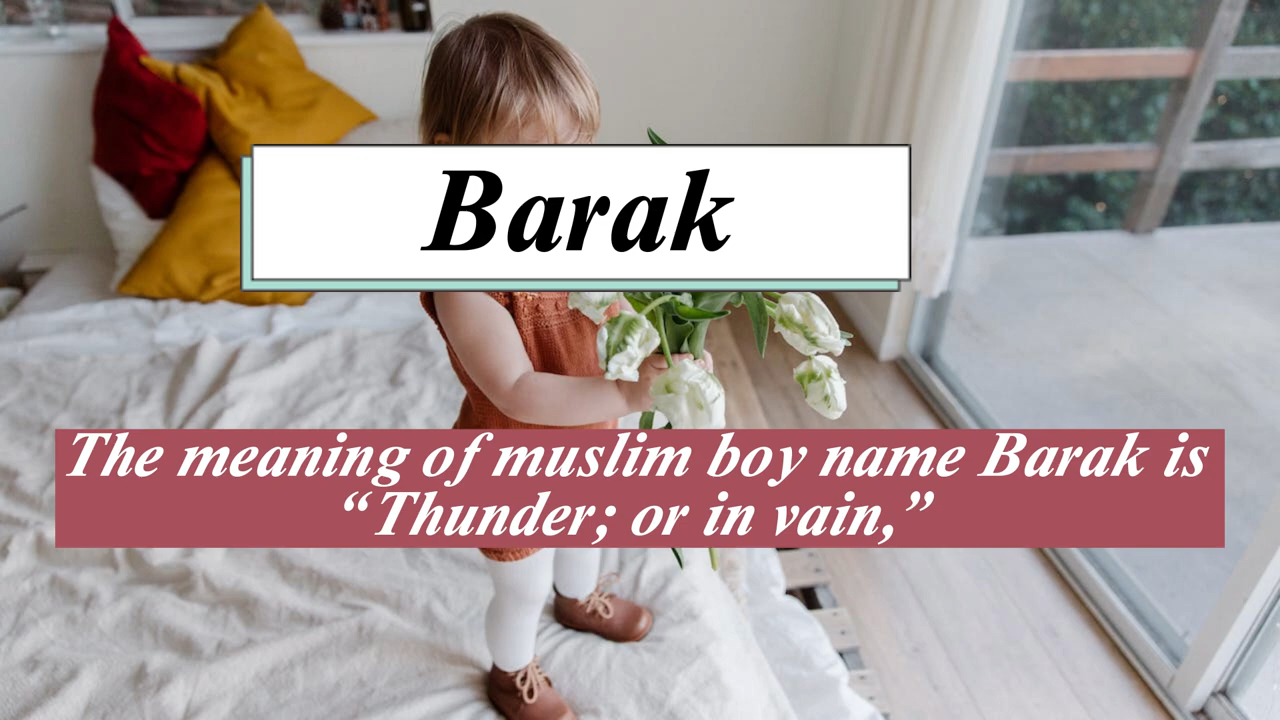 Barak
The meaning of muslim boy name Barak is
“Thunder; or in vain,”